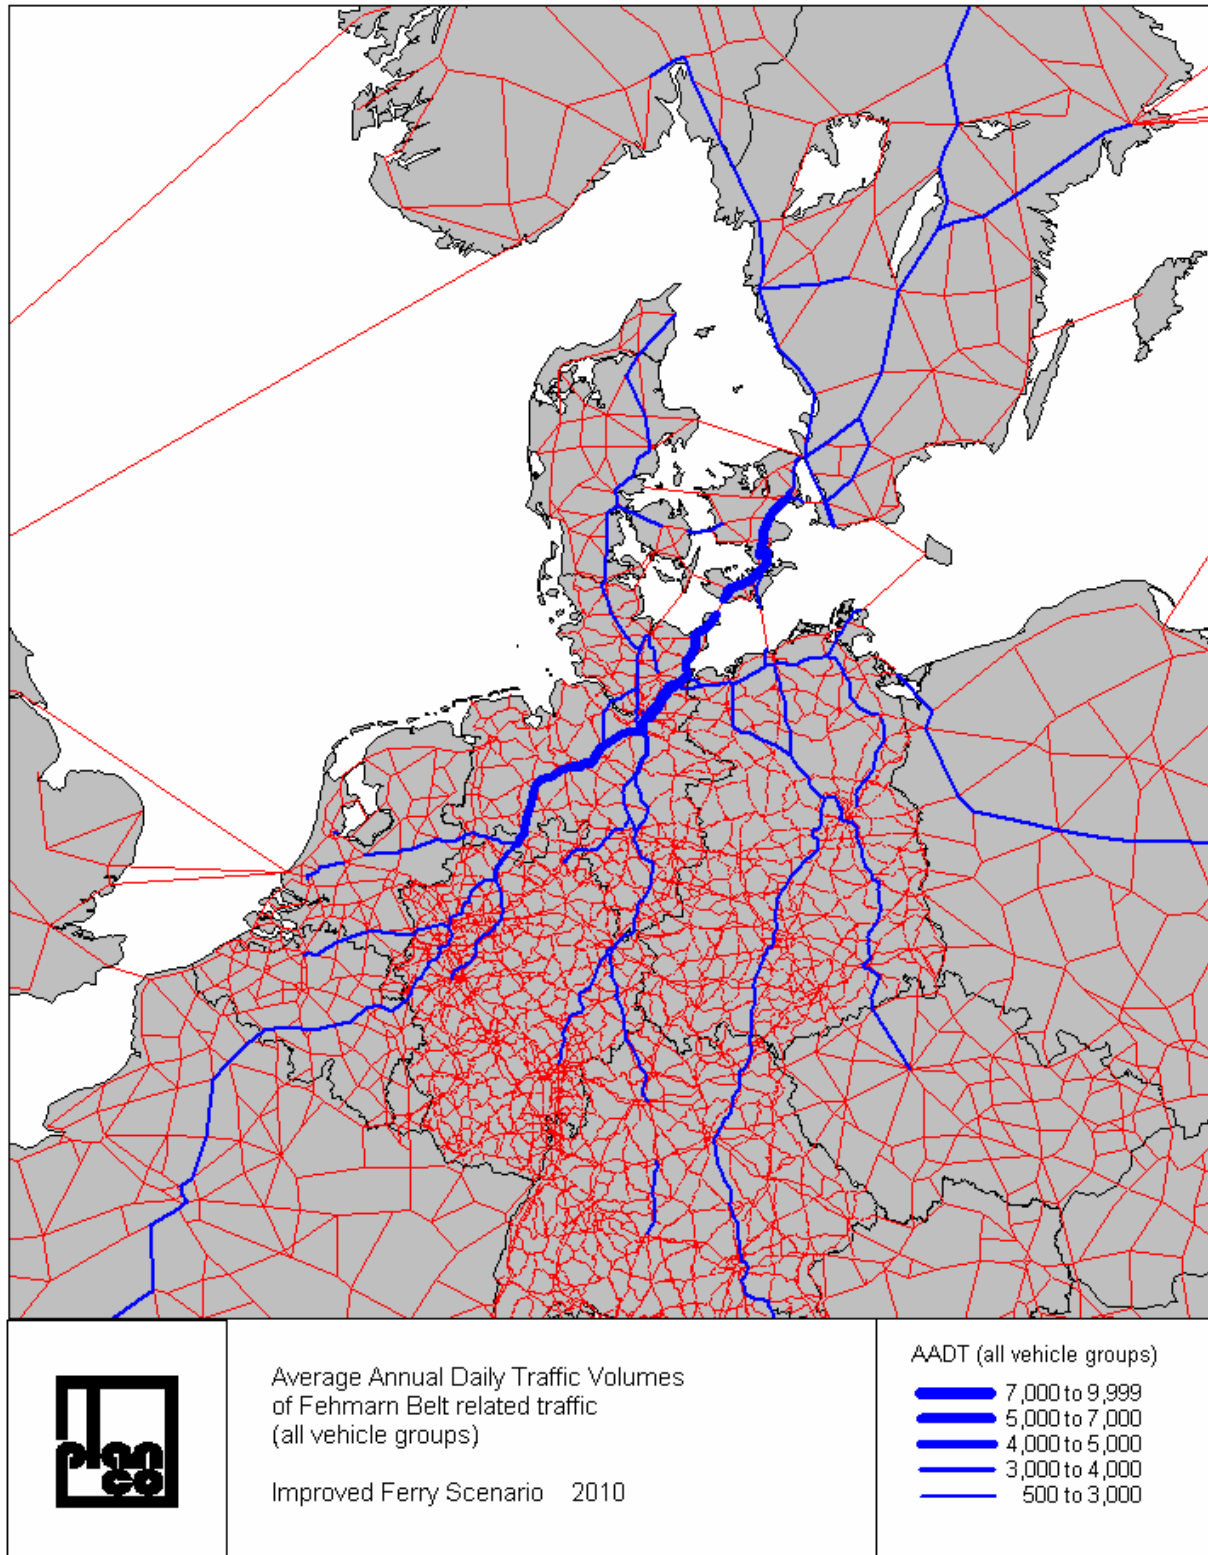 plan
co
Average Annual Daily Traffic Volumes
of Fehmarn Belt related traffic
(all vehicle groups)
Improved Ferry Scenario 2010
AADT (all vehicle groups)
7,000 to 9,999
5,000 to 7,000
4,000 to 5,000
3,000 to 4,000
500 to 3,000